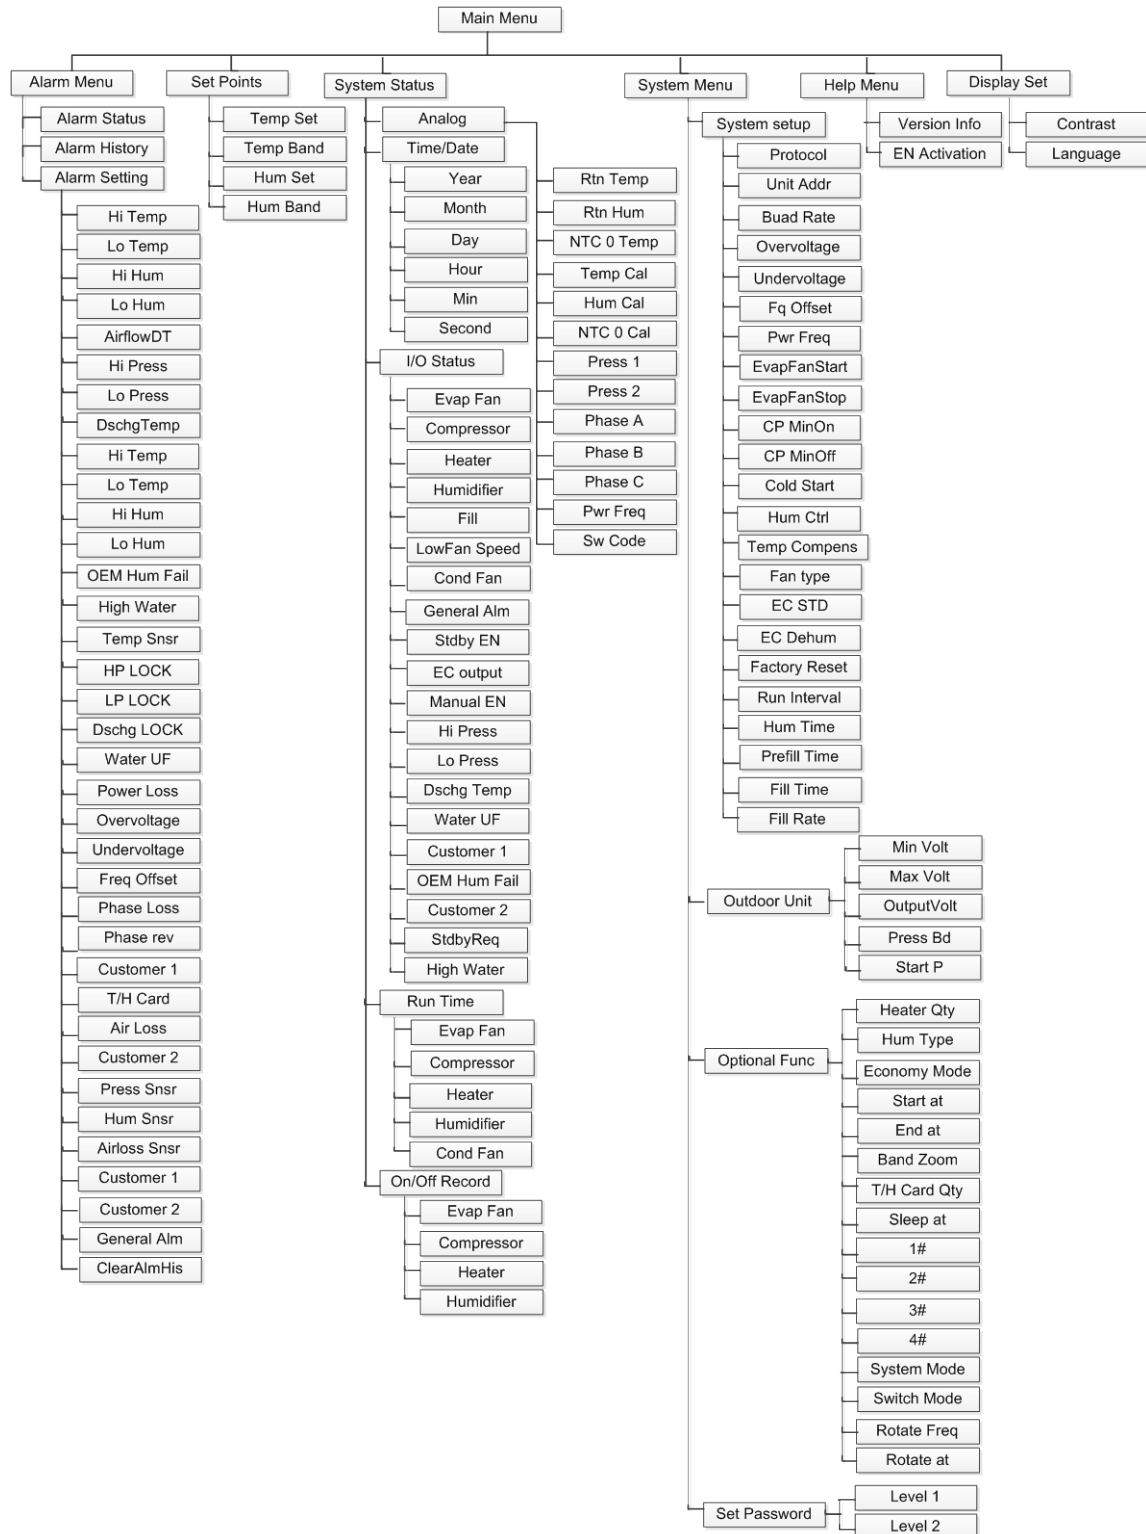 Main Menu
Alarm Menu
Alarm Status
Alarm History
Alarm Setting
Hi Temp
Lo Temp
Hi Hum
Lo Hum
AirflowDT
Hi Press
Lo Press
DschgTemp
Hi Temp
Lo Temp
Hi Hum
Lo Hum
OEM Hum Fail
High Water
Temp Snsr
HP LOCK
LP LOCK
Dschg LOCK
Water UF
Power Loss
Overvoltage
Undervoltage
Freq Offset
Phase Loss
Phase rev
Customer 1
T/H Card
Air Loss
Customer 2
Press Snsr
Hum Snsr
Airloss Snsr
Customer 1
Customer 2
General Alm
ClearAlmHis
Set Points
Temp Set
Temp Band
Hum Set
Hum Band
System Status
Analog
Rtn Temp
Rtn Hum
NTC 0 Temp
Temp Cal
Hum Cal
NTC 0 Cal
Press 1
Press 2
Phase A
Phase B
Phase C
Pwr Freq
Sw Code
Time/Date
Year
Month
Day
Hour
Min
Second
I/O Status
Evap Fan
Compressor
Heater
Humidifier
Fill
LowFan Speed
Cond Fan
General Alm
Stdby EN
EC output
Manual EN
Hi Press
Lo Press
Dschg Temp
Water UF
Customer 1
OEM Hum Fail
Customer 2
StdbyReq
High Water
Run Time
Evap Fan
Compressor
Heater
Humidifier
Cond Fan
On/Off Record
Evap Fan
Compressor
Heater
Humidifier
System Menu
System setup
Protocol
Unit Addr
Buad Rate
Overvoltage
Undervoltage
Fq Offset
Pwr Freq
EvapFanStart
EvapFanStop
CP MinOn
CP MinOff
Cold Start
Hum Ctrl
Temp Compens
Fan type
EC STD
EC Dehum
Factory Reset
Run Interval
Hum Time
Prefill Time
Fill Time
Fill Rate
Outdoor Unit
Min Volt
Max Volt
OutputVolt
Press Bd
Start P
Optional Func
Heater Qty
Hum Type
Economy Mode
Start at
End at
Band Zoom
T/H Card Qty
Sleep at
1#
2#
3#
4#
System Mode
Switch Mode
Rotate Freq
Rotate at
Set Password
Level 1
Level 2
Help Menu
Version Info
EN Activation
Display Set
Contrast
Language